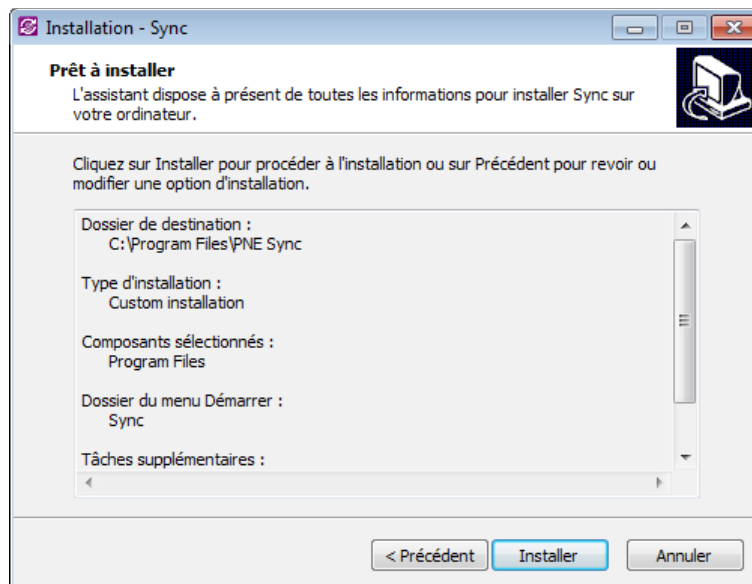 Installation - Sync
Prêt à installer
L'assistant dispose à présent de toutes les informations pour installer Sync sur
votre ordinateur.
Cliquez sur Installer pour procéder à l'installation ou sur Précédent pour revoir ou
modifier une option d'installation.
Dossier de destination :
C:\Program Files\PNE Sync
Type d'installation :
Custom installation
Composants sélectionnés :
Program Files
Dossier du menu Démarrer :
Sync
Tâches supplémentaires :
< Précédent
Installer
Annuler